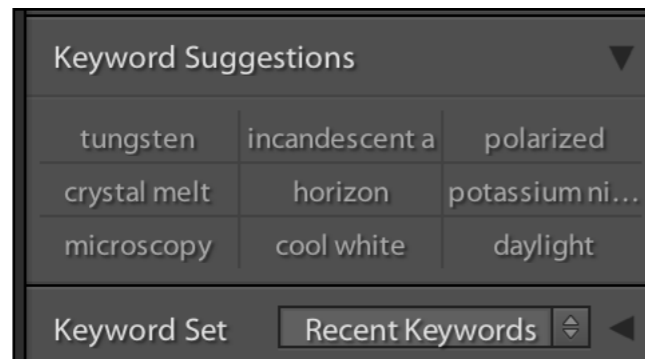 Keyword Suggestions
tungsten incandescent a polarized
crystal melt horizon potassium ni...
microscopy cool white daylight
Keyword Set Recent Keywords